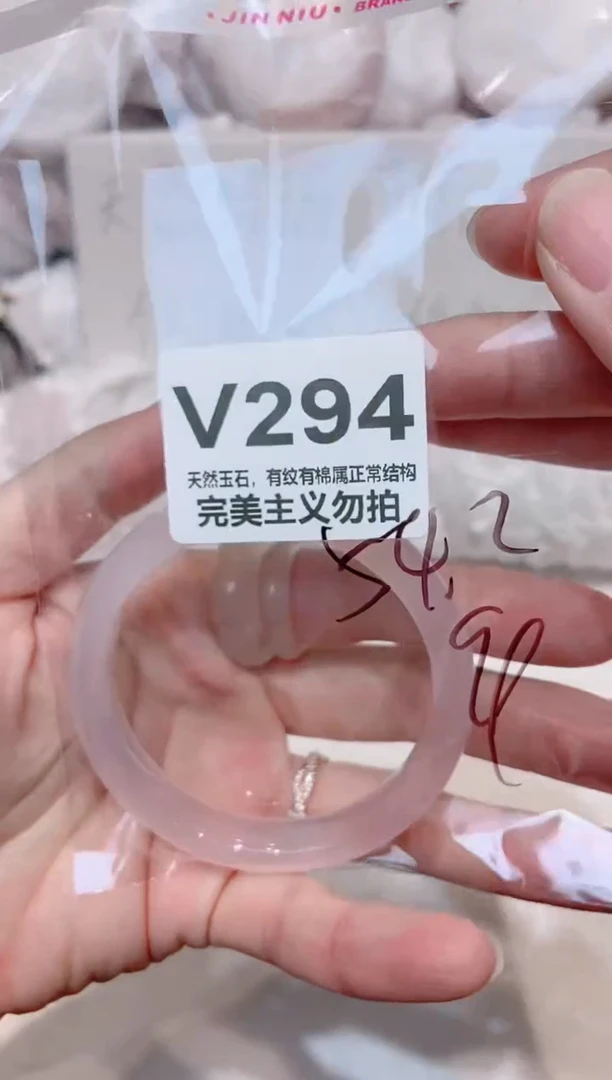 • JIN NIU • BRAN
V294
天然玉石，有纹有棉属正常结构
完美主义勿拍
54.2